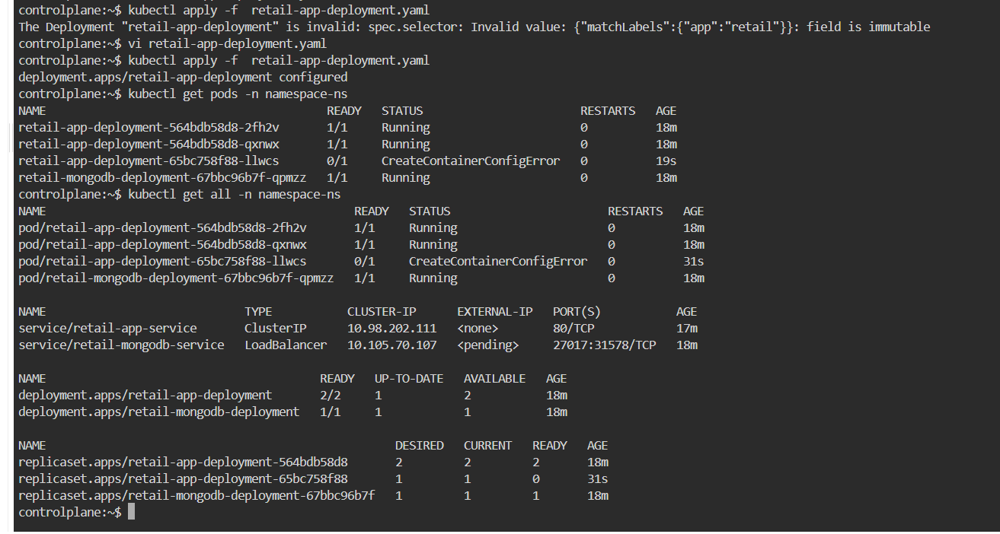 controlplane:~$ kubectl apply -f  retail-app-deployment.yaml
The Deployment "retail-app-deployment" is invalid: spec.selector: Invalid value: {"matchLabels":{"app":"retail"}}: field is immutable
controlplane:~$ vi retail-app-deployment.yaml
controlplane:~$ kubectl apply -f  retail-app-deployment.yaml
deployment.apps/retail-app-deployment configured
controlplane:~$ kubectl get pods -n namespace-ns
NAME                                         READY   STATUS                       RESTARTS   AGE
retail-app-deployment-564bdb58d8-2fh2v       1/1     Running                      0          18m
retail-app-deployment-564bdb58d8-qxnwx       1/1     Running                      0          18m
retail-app-deployment-65bc758f88-llwcs       0/1     CreateContainerConfigError   0          19s
retail-mongodb-deployment-67bbc96b7f-qpmzz   1/1     Running                      0          18m
controlplane:~$ kubectl get all -n namespace-ns
NAME                                             READY   STATUS                       RESTARTS   AGE
pod/retail-app-deployment-564bdb58d8-2fh2v       1/1     Running                      0          18m
pod/retail-app-deployment-564bdb58d8-qxnwx       1/1     Running                      0          18m
pod/retail-app-deployment-65bc758f88-llwcs       0/1     CreateContainerConfigError   0          31s
pod/retail-mongodb-deployment-67bbc96b7f-qpmzz   1/1     Running                      0          18m
NAME                             TYPE           CLUSTER-IP      EXTERNAL-IP   PORT(S)           AGE
service/retail-app-service       ClusterIP      10.98.202.111   <none>        80/TCP            17m
service/retail-mongodb-service   LoadBalancer   10.105.70.107   <pending>     27017:31578/TCP   18m
NAME                                        READY   UP-TO-DATE   AVAILABLE   AGE
deployment.apps/retail-app-deployment       2/2     1            2           18m
deployment.apps/retail-mongodb-deployment   1/1     1            1           18m
NAME                                                   DESIRED   CURRENT   READY   AGE
replicaset.apps/retail-app-deployment-564bdb58d8       2         2         2       18m
replicaset.apps/retail-app-deployment-65bc758f88       1         1         0       31s
replicaset.apps/retail-mongodb-deployment-67bbc96b7f   1         1         1       18m
controlplane:~$